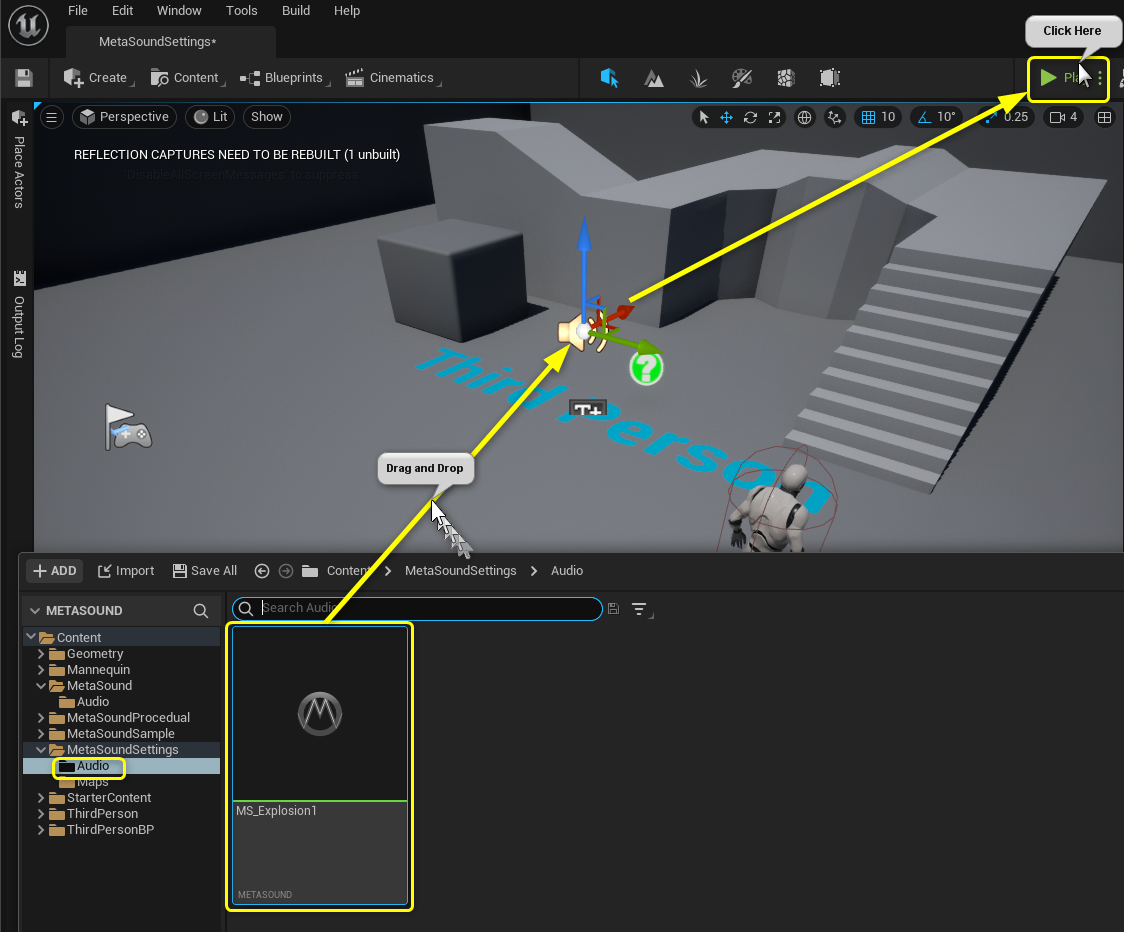 File Edit Window Tools Build Help
MetaSoundSettings*
Click Here
Create Content Blueprints Cinematics
Perspective Lit Show 10 10° 0.25 4
REFLECTION CAPTURES NEED TO BE REBUILT (1 unbuilt)
'DisableAllScreenMessages' to suppress
Place Actors
Output Log
Third Person
T+
?
Drag and Drop
ADD Import Save All Content MetaSoundSettings Audio
METASOUND
Search Audio
Content
Geometry
Mannequin
MetaSound
Audio
MetaSoundProcedual
MetaSoundSample
MetaSoundSettings
Audio
Maps
StarterContent
ThirdPerson
ThirdPersonBP
MS_Explosion1
METASOUND